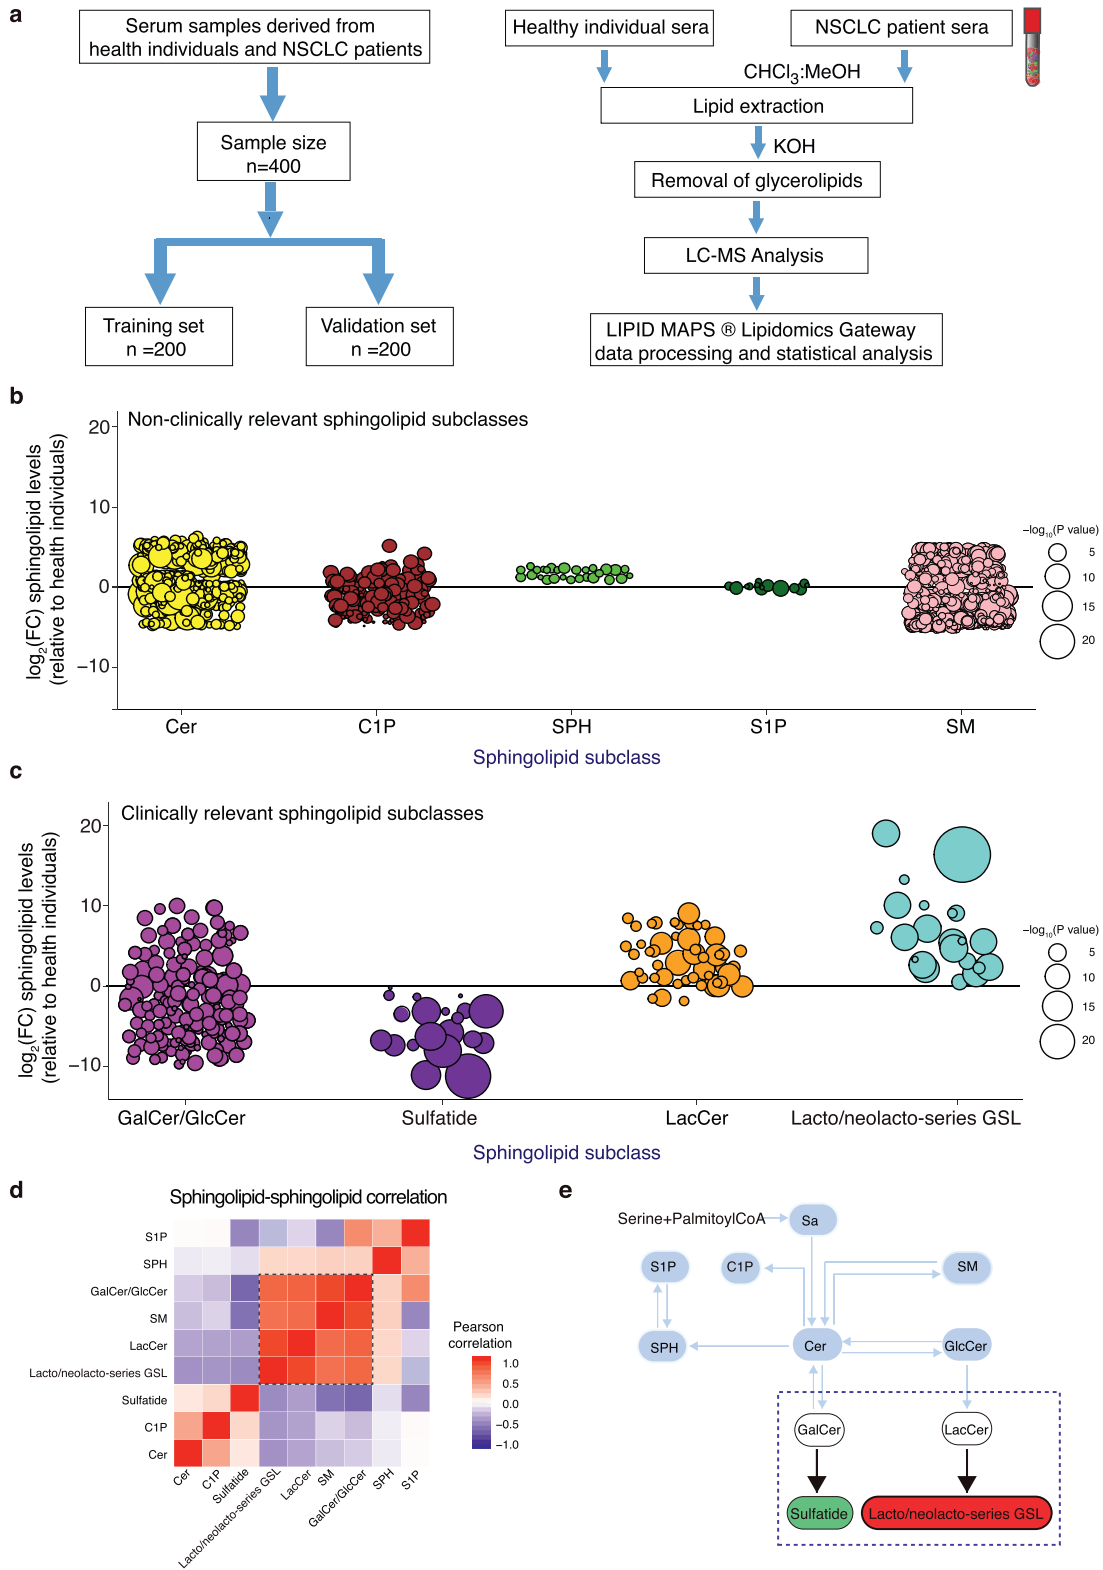 a
Serum samples derived from
health individuals and NSCLC patients
Sample size
n=400
Training set
n =200
Validation set
n =200
Healthy individual sera
NSCLC patient sera
CHCl3:MeOH
Lipid extraction
KOH
Removal of glycerolipids
LC-MS Analysis
LIPID MAPS ® Lipidomics Gateway
data processing and statistical analysis
b
Non-clinically relevant sphingolipid subclasses
log2(FC) sphingolipid levels
(relative to health individuals)
20
10
0
−10
Cer
C1P
SPH
S1P
SM
Sphingolipid subclass
−log10(P value)
5
10
15
20
c
Clinically relevant sphingolipid subclasses
log2(FC) sphingolipid levels
(relative to health individuals)
20
10
0
−10
GalCer/GlcCer
Sulfatide
LacCer
Lacto/neolacto-series GSL
Sphingolipid subclass
−log10(P value)
5
10
15
20
d
Sphingolipid-sphingolipid correlation
S1P
SPH
GalCer/GlcCer
SM
LacCer
Lacto/neolacto-series GSL
Sulfatide
C1P
Cer
Cer
C1P
Sulfatide
Lacto/neolacto-series GSL
LacCer
SM
GalCer/GlcCer
SPH
S1P
Pearson
correlation
1.0
0.5
0.0
−0.5
−1.0
e
Serine+PalmitoylCoA
Sa
S1P
C1P
SM
SPH
Cer
GlcCer
GalCer
LacCer
Sulfatide
Lacto/neolacto-series GSL